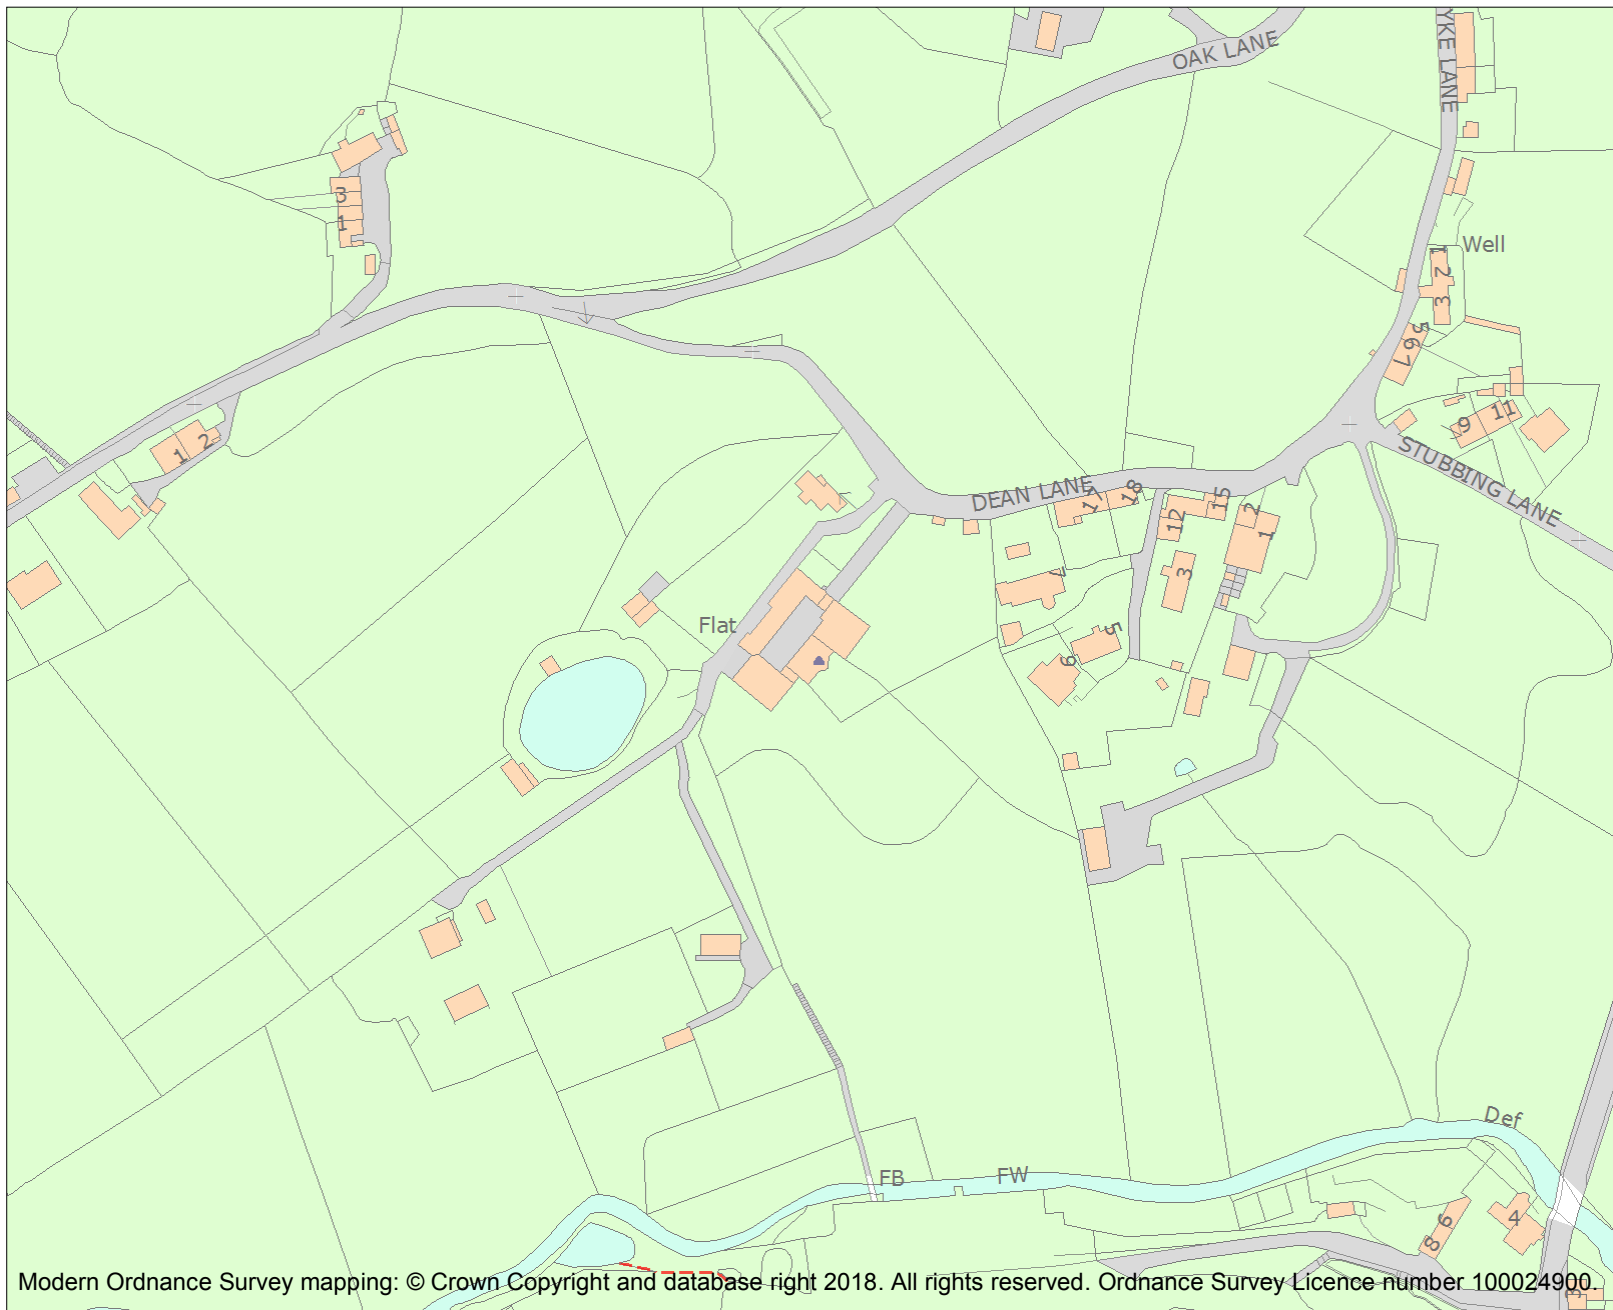 OAK LANE
YKE LANE
3
1
Well
1
2
3
5
6
7
1
2
9
11
STUBBING LANE
DEAN LANE
17
18
12
15
2
1
3
7
5
6
Flat
Def
FB
FW
4
6
8
3
Modern Ordnance Survey mapping: © Crown Copyright and database right 2018. All rights reserved. Ordnance Survey Licence number 100024900.